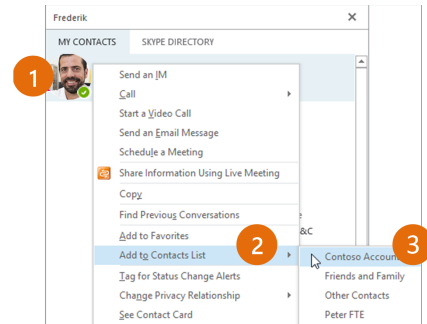 Frederik
MY CONTACTS SKYPE DIRECTORY
1
Send an IM
Call
Start a Video Call
Send an Email Message
Schedule a Meeting
Share Information Using Live Meeting
Copy
Find Previous Conversations
Add to Favorites
&C
2
3
Add to Contacts List
Contoso Accoun
Tag for Status Change Alerts
Friends and Family
Change Privacy Relationship
Other Contacts
See Contact Card
Peter FTE